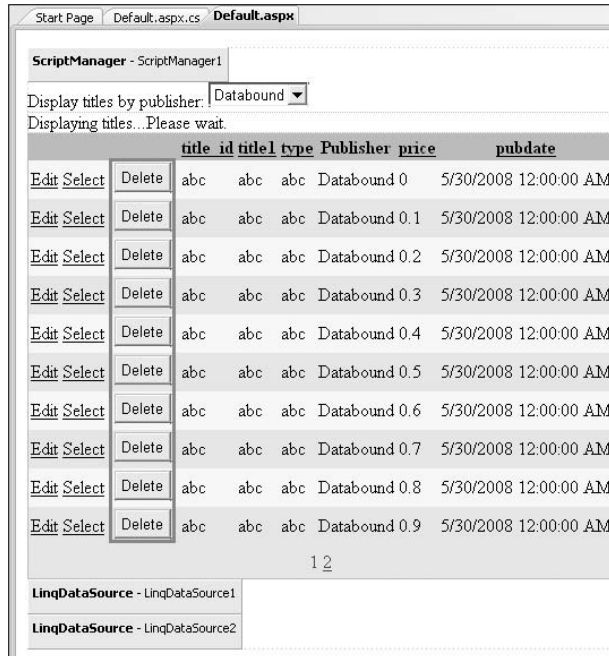 Start Page Default.aspx.cs Default.aspx
ScriptManager - ScriptManager1
Display titles by publisher: Databound
Displaying titles...Please wait.
title id title1 type Publisher price pubdate
Edit Select Delete abc abc abc Databound 0 5/30/2008 12:00:00 AM
Edit Select Delete abc abc abc Databound 0.1 5/30/2008 12:00:00 AM
Edit Select Delete abc abc abc Databound 0.2 5/30/2008 12:00:00 AM
Edit Select Delete abc abc abc Databound 0.3 5/30/2008 12:00:00 AM
Edit Select Delete abc abc abc Databound 0.4 5/30/2008 12:00:00 AM
Edit Select Delete abc abc abc Databound 0.5 5/30/2008 12:00:00 AM
Edit Select Delete abc abc abc Databound 0.6 5/30/2008 12:00:00 AM
Edit Select Delete abc abc abc Databound 0.7 5/30/2008 12:00:00 AM
Edit Select Delete abc abc abc Databound 0.8 5/30/2008 12:00:00 AM
Edit Select Delete abc abc abc Databound 0.9 5/30/2008 12:00:00 AM
1 2
LinqDataSource - LinqDataSource1
LinqDataSource - LinqDataSource2